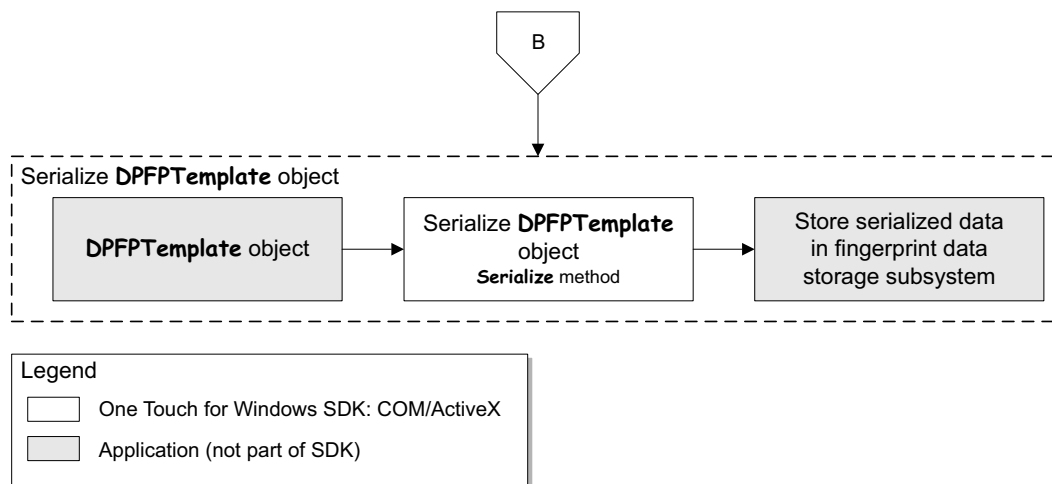 B
Serialize DPFPTemplate object
DPFPTemplate object
Serialize DPFPTemplate
object
Serialize method
Store serialized data
in fingerprint data
storage subsystem
Legend
One Touch for Windows SDK: COM/ActiveX
Application (not part of SDK)